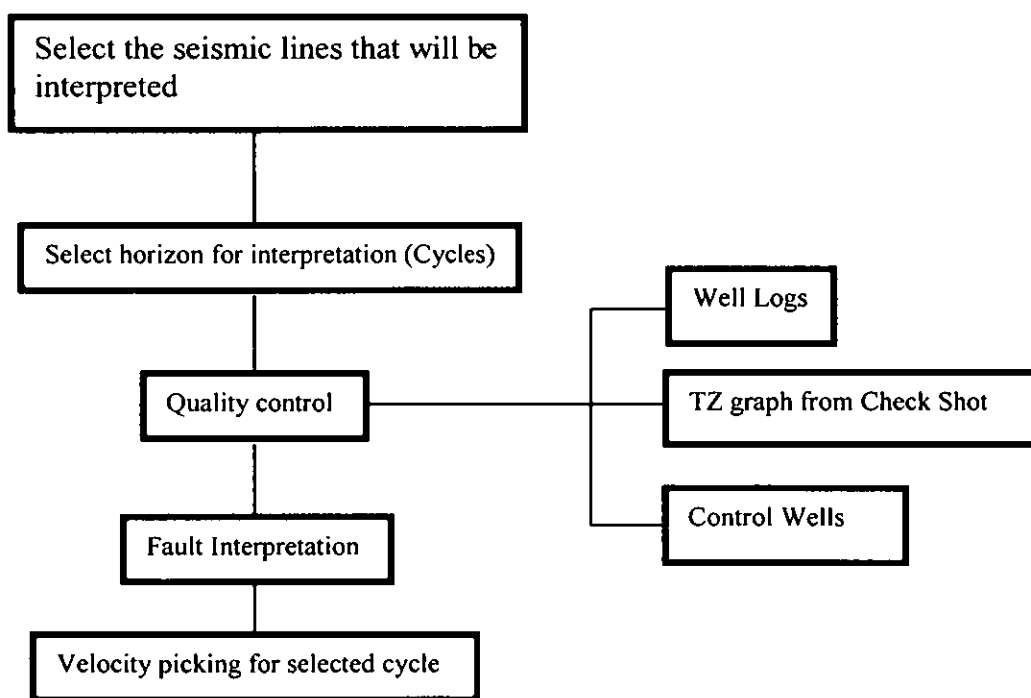 Select the seismic lines that will be
interpreted
Select horizon for interpretation (Cycles)
Well Logs
Quality control
TZ graph from Check Shot
Control Wells
Fault Interpretation
Velocity picking for selected cycle